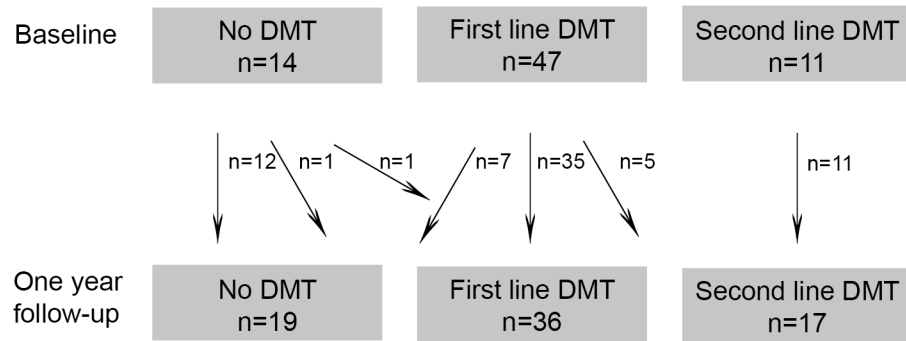 Baseline
No DMT
n=14
First line DMT
n=47
Second line DMT
n=11
n=12
n=1
n=1
n=7
n=35
n=5
n=11
One year
follow-up
No DMT
n=19
First line DMT
n=36
Second line DMT
n=17